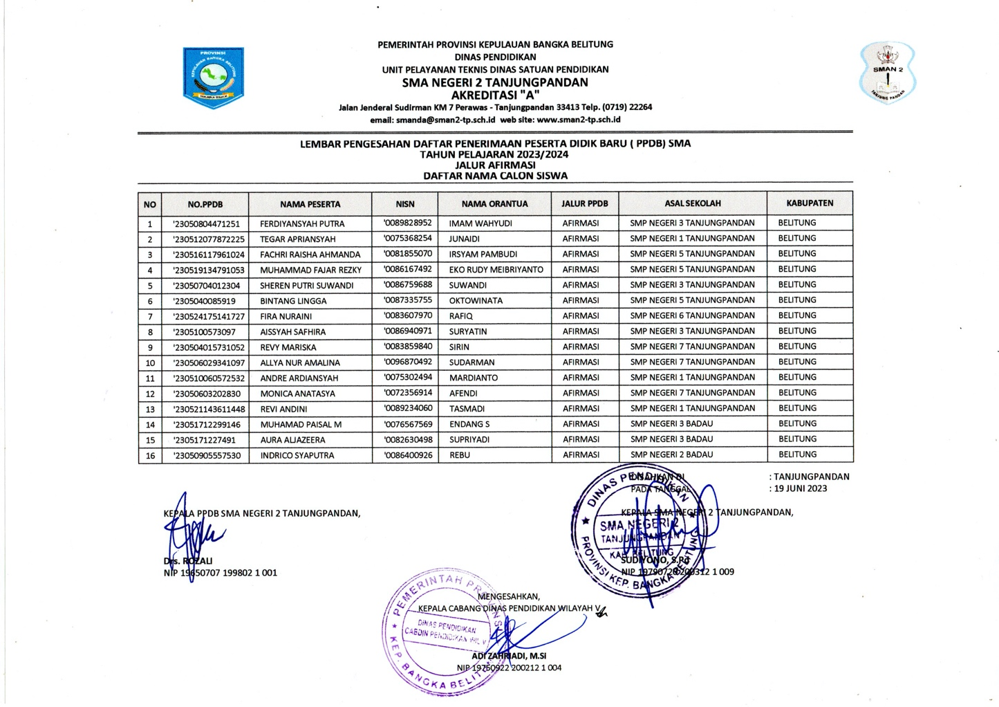 PROVINSI
KEPULAUAN BANGKA BELITUNG
SMAN 2
TANJUNG PANDAN
PEMERINTAH PROVINSI KEPULAUAN BANGKA BELITUNG
DINAS PENDIDIKAN
UNIT PELAYANAN TEKNIS DINAS SATUAN PENDIDIKAN
SMA NEGERI 2 TANJUNGPANDAN
AKREDITASI "A"
Jalan Jenderal Sudirman KM 7 Perawas - Tanjungpandan 33413 Telp. (0719) 22264
email: smanda@sman2-tp.sch.id web site: www.sman2-tp.sch.id
LEMBAR PENGESAHAN DAFTAR PENERIMAAN PESERTA DIDIK BARU ( PPDB) SMA
TAHUN PELAJARAN 2023/2024
JALUR AFIRMASI
DAFTAR NAMA CALON SISWA
NO NO.PPDB NAMA PESERTA NISN NAMA ORANTUA JALUR PPDB ASAL SEKOLAH KABUPATEN
1 '23050804471251 FERDIYANSYAH PUTRA '0089828952 IMAM WAHYUDI AFIRMASI SMP NEGERI 3 TANJUNGPANDAN BELITUNG
2 '230512077872225 TEGAR APRIANSYAH '0075368254 JUNAIDI AFIRMASI SMP NEGERI 1 TANJUNGPANDAN BELITUNG
3 '230516117961024 FACHRI RAISHA AHMANDA '0081855070 IRSYAM PAMBUDI AFIRMASI SMP NEGERI 5 TANJUNGPANDAN BELITUNG
4 '230519134791053 MUHAMMAD FAJAR REZKY '0086167492 EKO RUDY MEIBRIYANTO AFIRMASI SMP NEGERI 5 TANJUNGPANDAN BELITUNG
5 '23050704012304 SHEREN PUTRI SUWANDI '0086759688 SUWANDI AFIRMASI SMP NEGERI 3 TANJUNGPANDAN BELITUNG
6 '2305040085919 BINTANG LINGGA '0087335755 OKTOWINATA AFIRMASI SMP NEGERI 5 TANJUNGPANDAN BELITUNG
7 '230524175141727 FIRA NURAINI '0083607970 RAFIQ AFIRMASI SMP NEGERI 6 TANJUNGPANDAN BELITUNG
8 '2305100573097 AISSYAH SAFHIRA '0086940971 SURYATIN AFIRMASI SMP NEGERI 3 TANJUNGPANDAN BELITUNG
9 '230504015731052 REVY MARISKA '0083859840 SIRIN AFIRMASI SMP NEGERI 7 TANJUNGPANDAN BELITUNG
10 '230506029341097 ALLYA NUR AMALINA '0096870492 SUDARMAN AFIRMASI SMP NEGERI 7 TANJUNGPANDAN BELITUNG
11 '230510060572532 ANDRE ARDIANSYAH '0075302494 MARDIANTO AFIRMASI SMP NEGERI 1 TANJUNGPANDAN BELITUNG
12 '23050603202830 MONICA ANATASYA '0072356914 AFENDI AFIRMASI SMP NEGERI 7 TANJUNGPANDAN BELITUNG
13 '230521143611448 REVI ANDINI '0089234060 TASMADI AFIRMASI SMP NEGERI 1 TANJUNGPANDAN BELITUNG
14 '23051712299146 MUHAMAD PAISAL M '0076567569 ENDANG S AFIRMASI SMP NEGERI 3 BADAU BELITUNG
15 '2305171227491 AURA ALJAZEERA '0082630498 SUPRIYADI AFIRMASI SMP NEGERI 3 BADAU BELITUNG
16 '23050905557530 INDRICO SYAPUTRA '0086400926 REBU AFIRMASI SMP NEGERI 2 BADAU BELITUNG
DISAHKAN DI : TANJUNGPANDAN
PADA TANGGAL : 19 JUNI 2023
KEPALA PPDB SMA NEGERI 2 TANJUNGPANDAN,
KEPALA SMA NEGERI 2 TANJUNGPANDAN,
DINAS PENDIDIKAN
SMA NEGERI 2
TANJUNGPANDAN
KAB. BELITUNG
PROVINSI KEP. BANGKA BELITUNG
Drs. ROZALI
NIP 19650707 199802 1 001
SUDIYONO, S.Pd
NIP 200312 1 009
MENGESAHKAN,
KEPALA CABANG DINAS PENDIDIKAN WILAYAH V
PEMERINTAH PROVINSI
DINAS PENDIDIKAN
CABDIN PENDIDIKAN WIL V
KEP. BANGKA BELITUNG
ADI ZAHRIADI, M.Si
NIP 19750922 200212 1 004